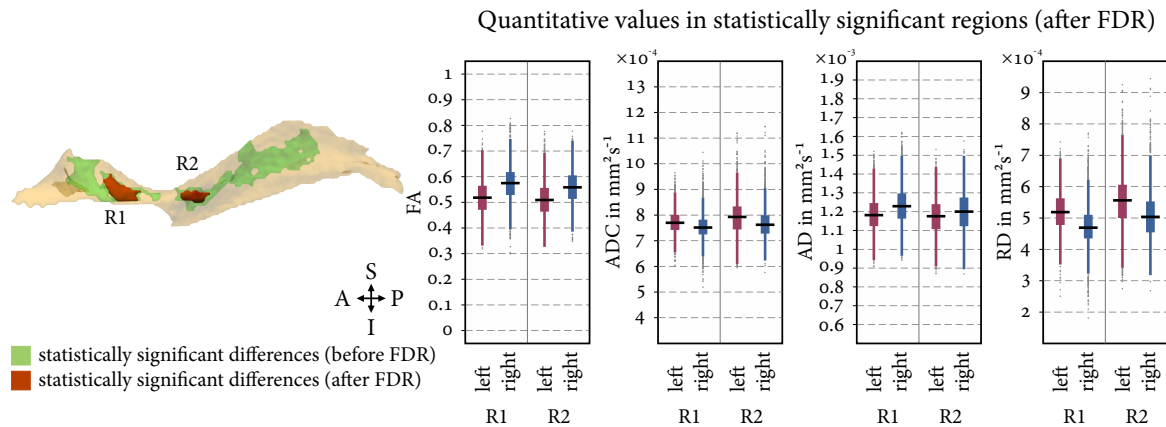 Quantitative values in statistically significant regions (after FDR)
R1
R2
S
A P
I
statistically significant differences (before FDR)
statistically significant differences (after FDR)
FA
1
0.9
0.8
0.7
0.6
0.5
0.4
0.3
0.2
0.1
0
left right left right
R1 R2
×10⁻⁴
ADC in mm²s⁻¹
14
13
12
11
10
9
8
7
6
5
4
left right left right
R1 R2
×10⁻³
AD in mm²s⁻¹
1.9
1.8
1.7
1.6
1.5
1.5
1.3
1.2
1.1
1.0
0.9
0.8
0.7
0.6
left right left right
R1 R2
×10⁻⁴
RD in mm²s⁻¹
9
8
7
6
5
4
3
2
left right left right
R1 R2